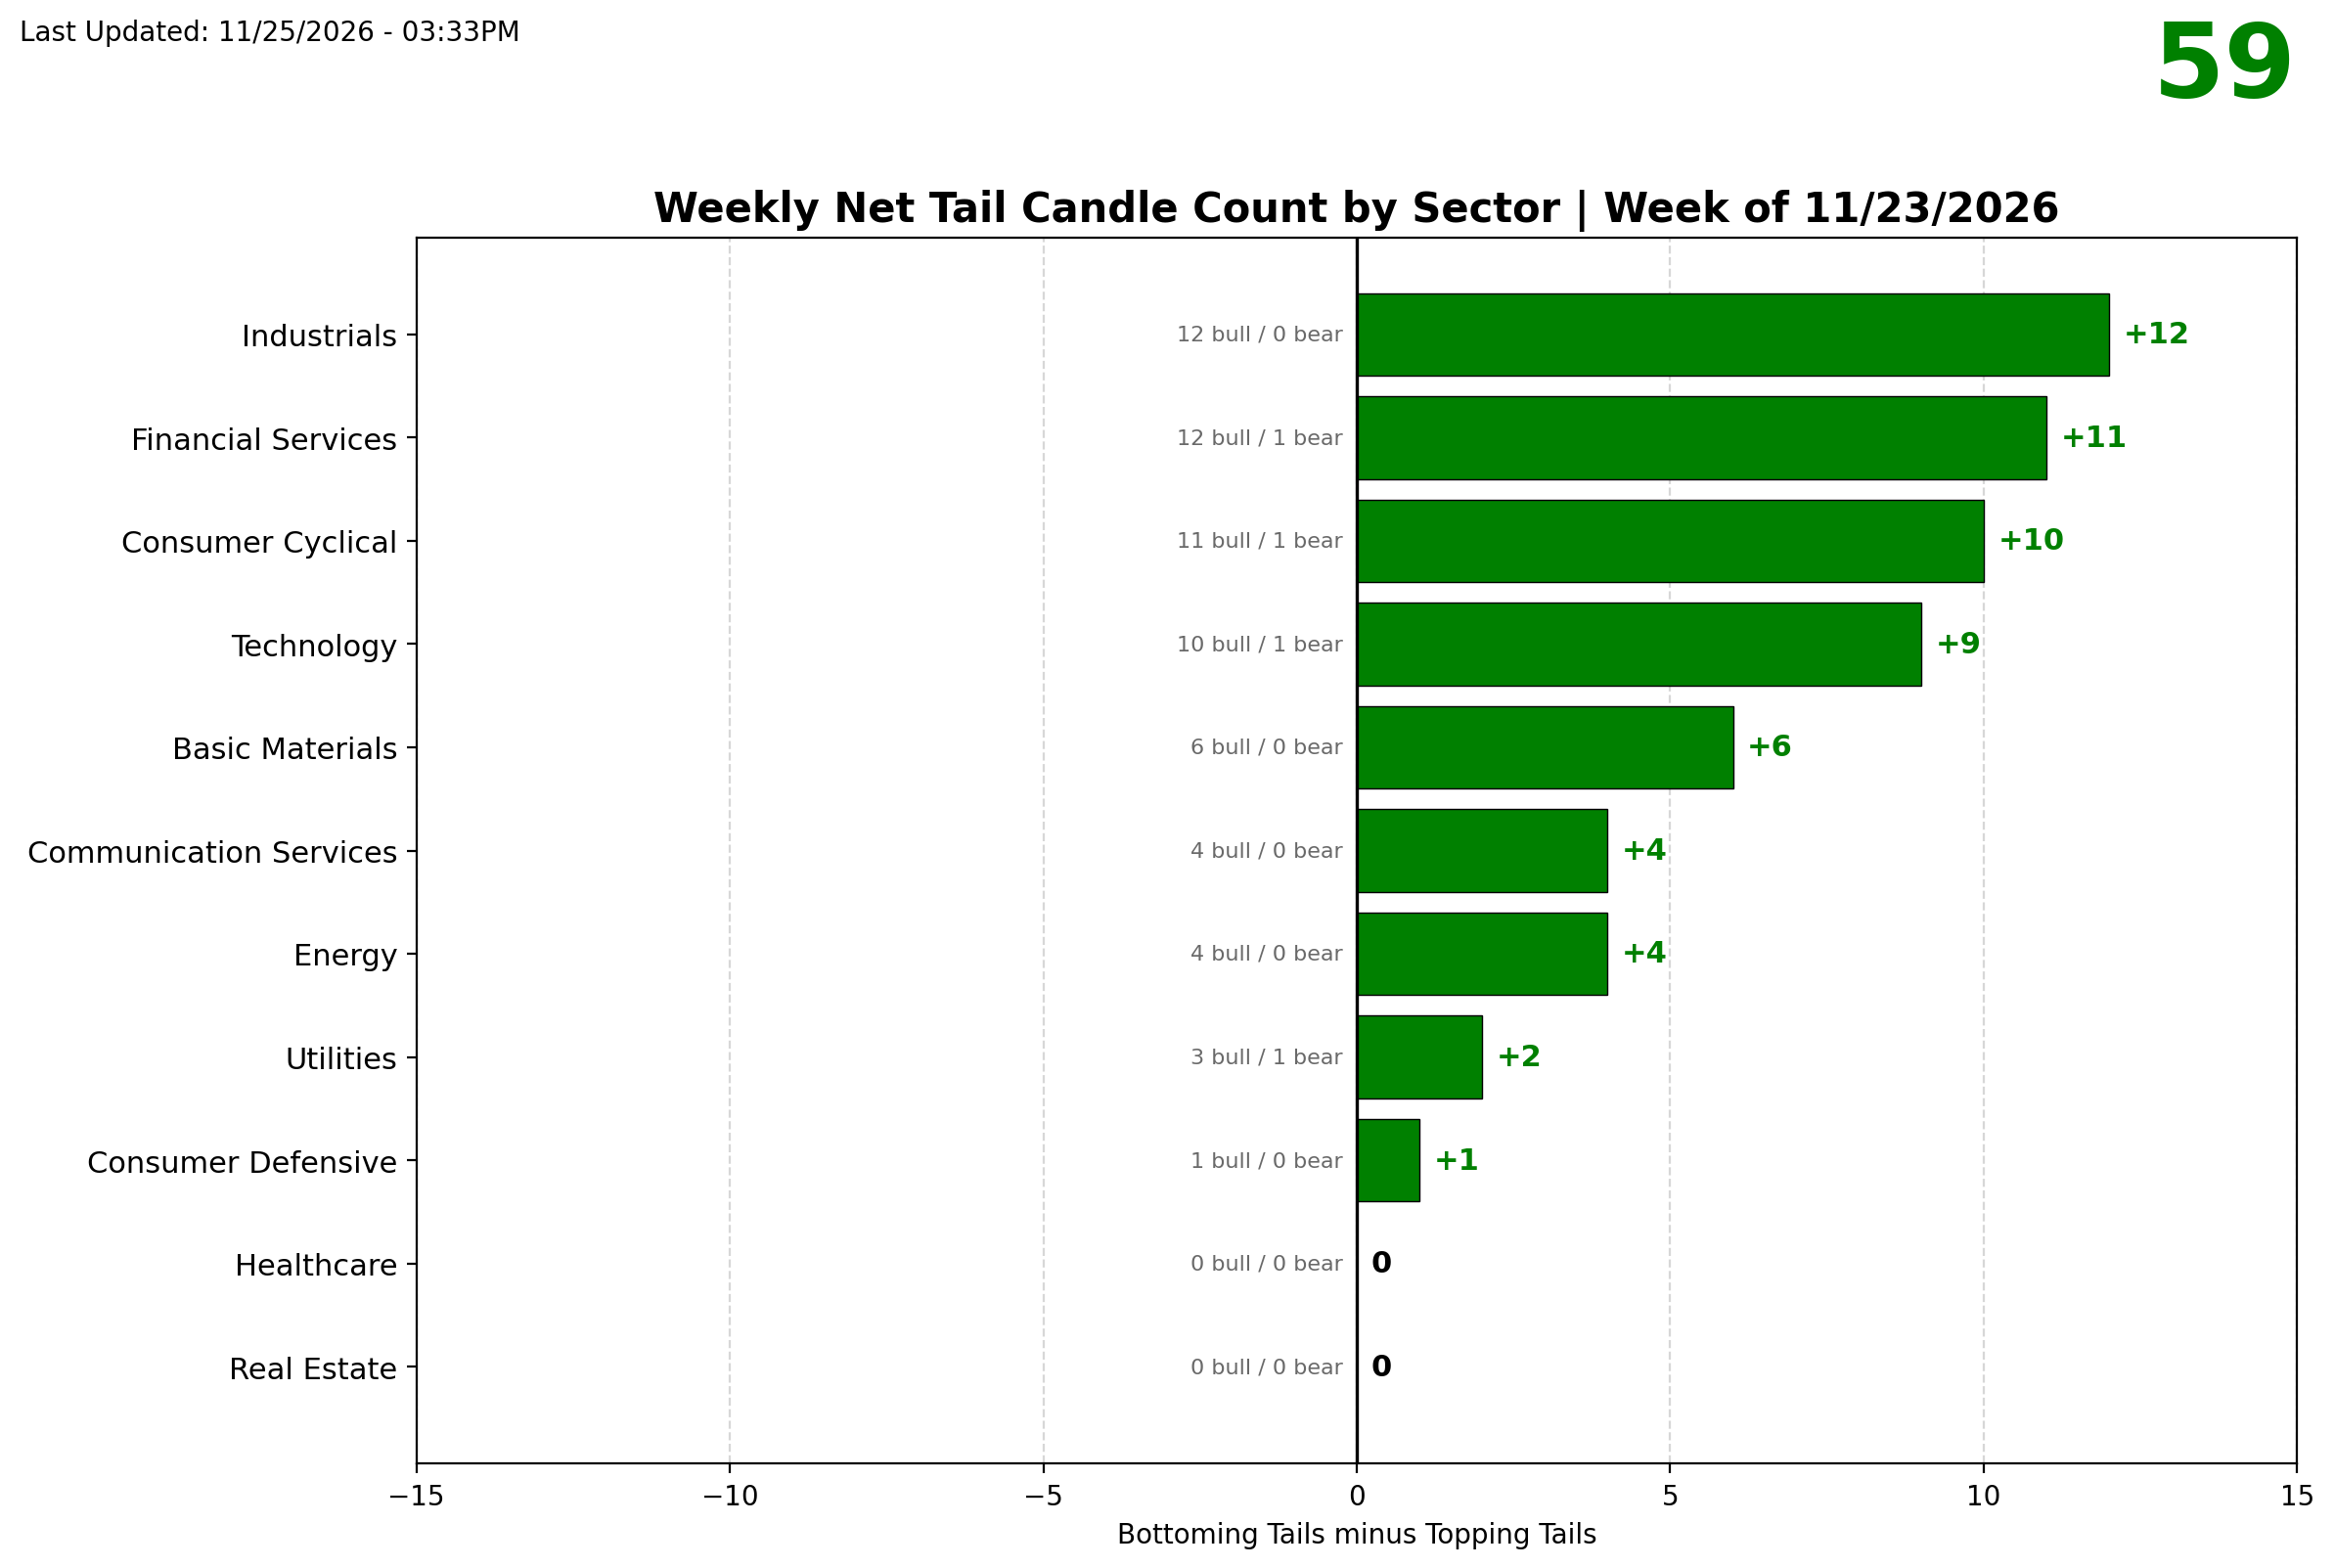 Last Updated: 11/25/2026 - 03:33PM
59
Weekly Net Tail Candle Count by Sector | Week of 11/23/2026
Industrials 12 bull / 0 bear +12
Financial Services 12 bull / 1 bear +11
Consumer Cyclical 11 bull / 1 bear +10
Technology 10 bull / 1 bear +9
Basic Materials 6 bull / 0 bear +6
Communication Services 4 bull / 0 bear +4
Energy 4 bull / 0 bear +4
Utilities 3 bull / 1 bear +2
Consumer Defensive 1 bull / 0 bear +1
Healthcare 0 bull / 0 bear 0
Real Estate 0 bull / 0 bear 0
−15 −10 −5 0 5 10 15
Bottoming Tails minus Topping Tails